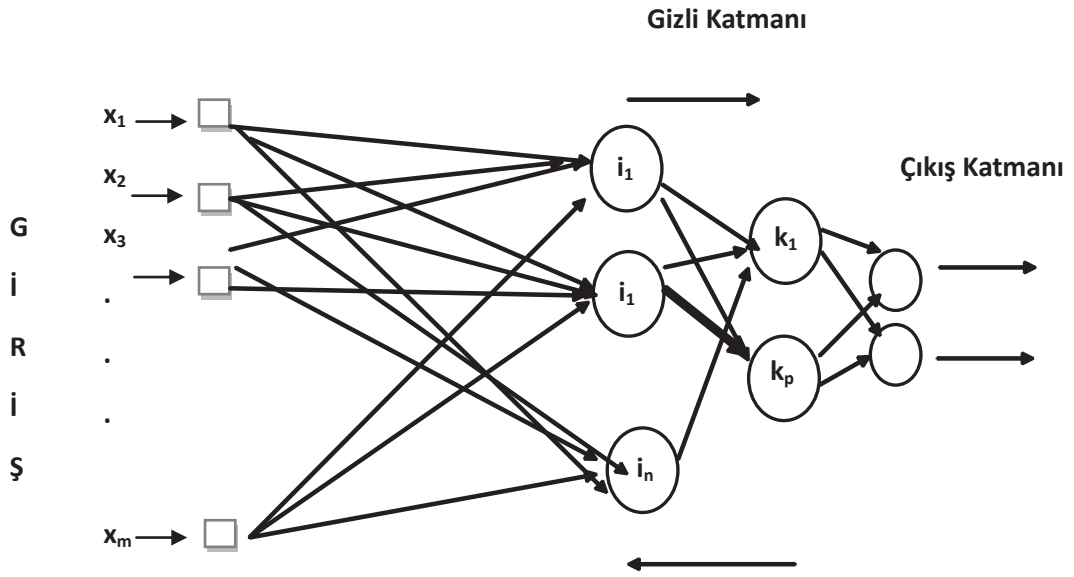 Gizli Katmanı
Çıkış Katmanı
G
İ
R
İ
Ş
x₁
x₂
x₃
.
.
.
xₘ
i₁
i₁
iₙ
k₁
kₚ